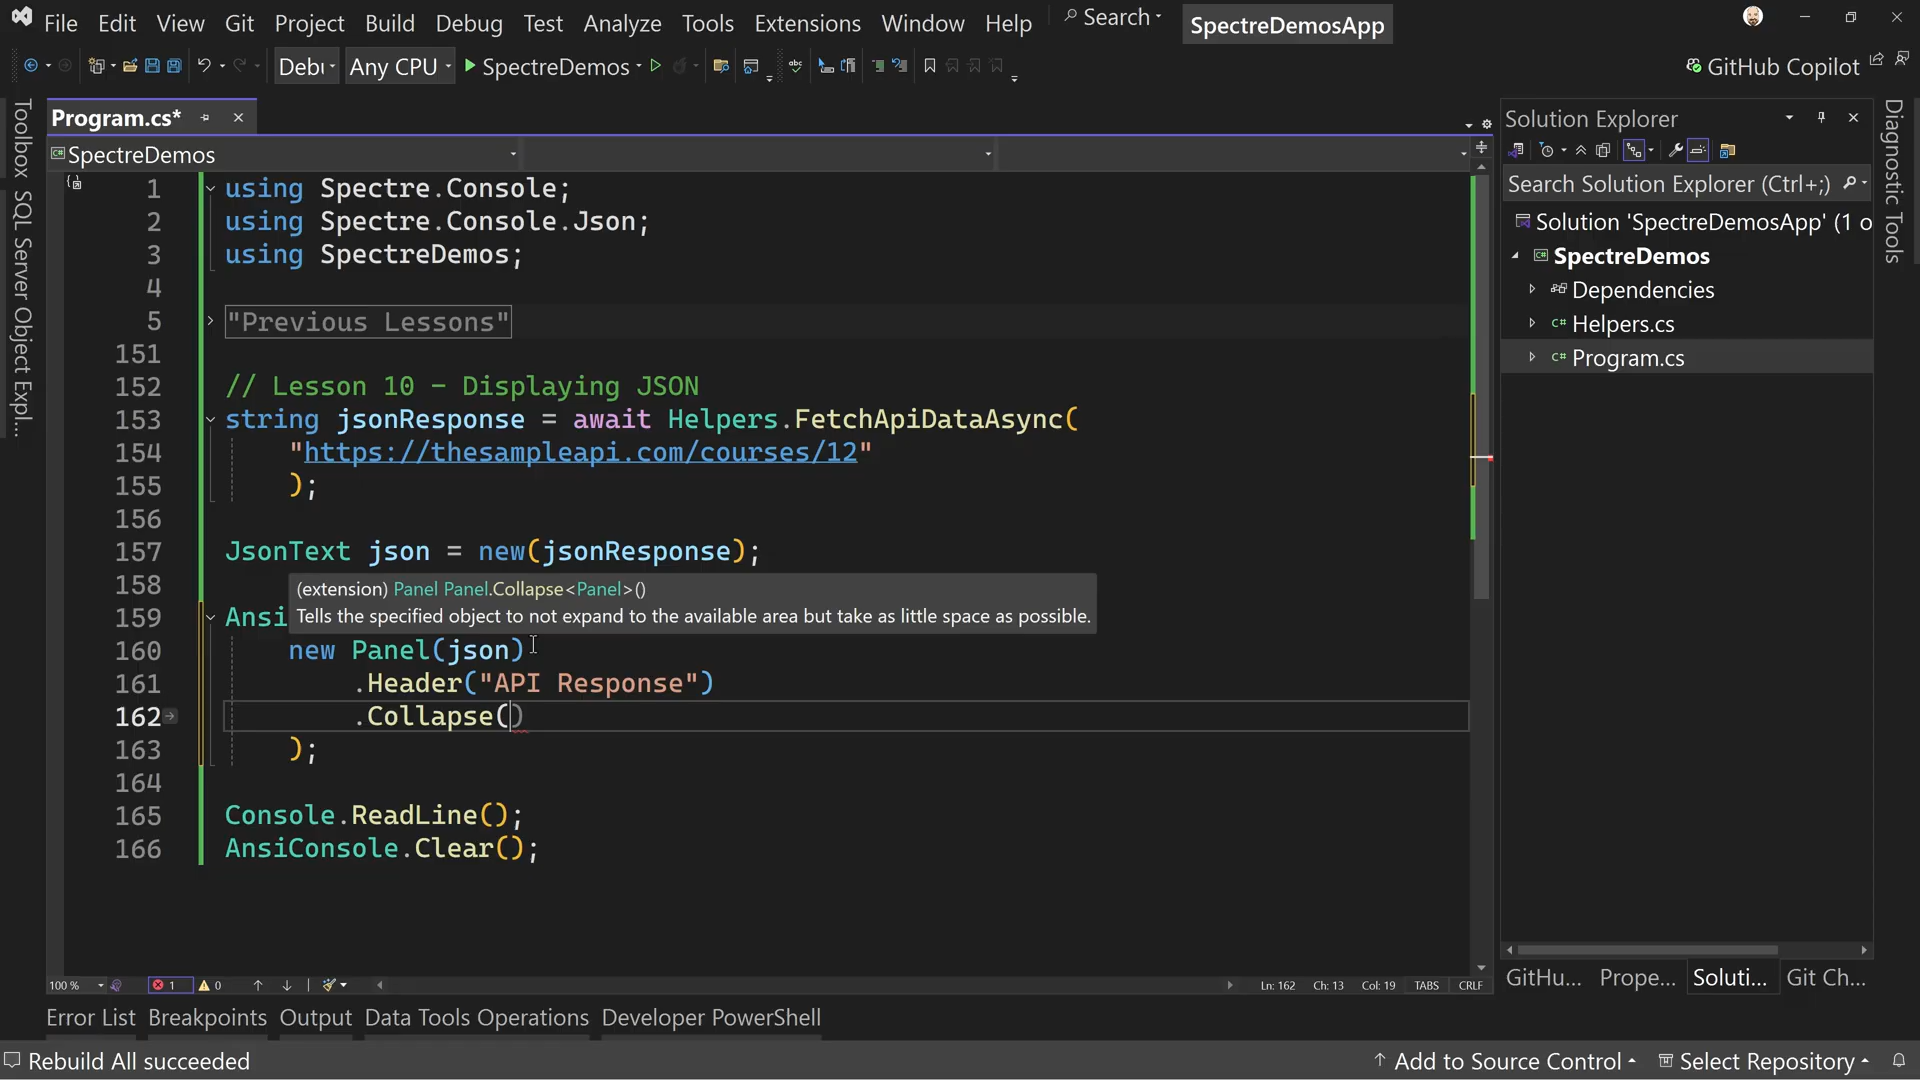 File Edit View Git Project Build Debug Test Analyze Tools Extensions Window Help Search SpectreDemosApp
Debu Any CPU SpectreDemos GitHub Copilot
Toolbox SQL Server Object Expl...
Program.cs*
SpectreDemos
1 using Spectre.Console;
2 using Spectre.Console.Json;
3 using SpectreDemos;
4
5 "Previous Lessons"
151
152 // Lesson 10 - Displaying JSON
153 string jsonResponse = await Helpers.FetchApiDataAsync(
154 "https://thesampleapi.com/courses/12"
155 );
156
157 JsonText json = new(jsonResponse);
158
(extension) Panel Panel.Collapse<Panel>()
Tells the specified object to not expand to the available area but take as little space as possible.
159 Ansi
160 new Panel(json)
161 .Header("API Response")
162 .Collapse()
163 );
164
165 Console.ReadLine();
166 AnsiConsole.Clear();
100 % 1 0 Ln: 162 Ch: 13 Col: 19 TABS CRLF
Solution Explorer
Search Solution Explorer (Ctrl+;)
Solution 'SpectreDemosApp' (1 o
SpectreDemos
Dependencies
C# Helpers.cs
C# Program.cs
GitHu... Prope... Soluti... Git Ch...
Diagnostic Tools
Error List Breakpoints Output Data Tools Operations Developer PowerShell
Rebuild All succeeded Add to Source Control Select Repository